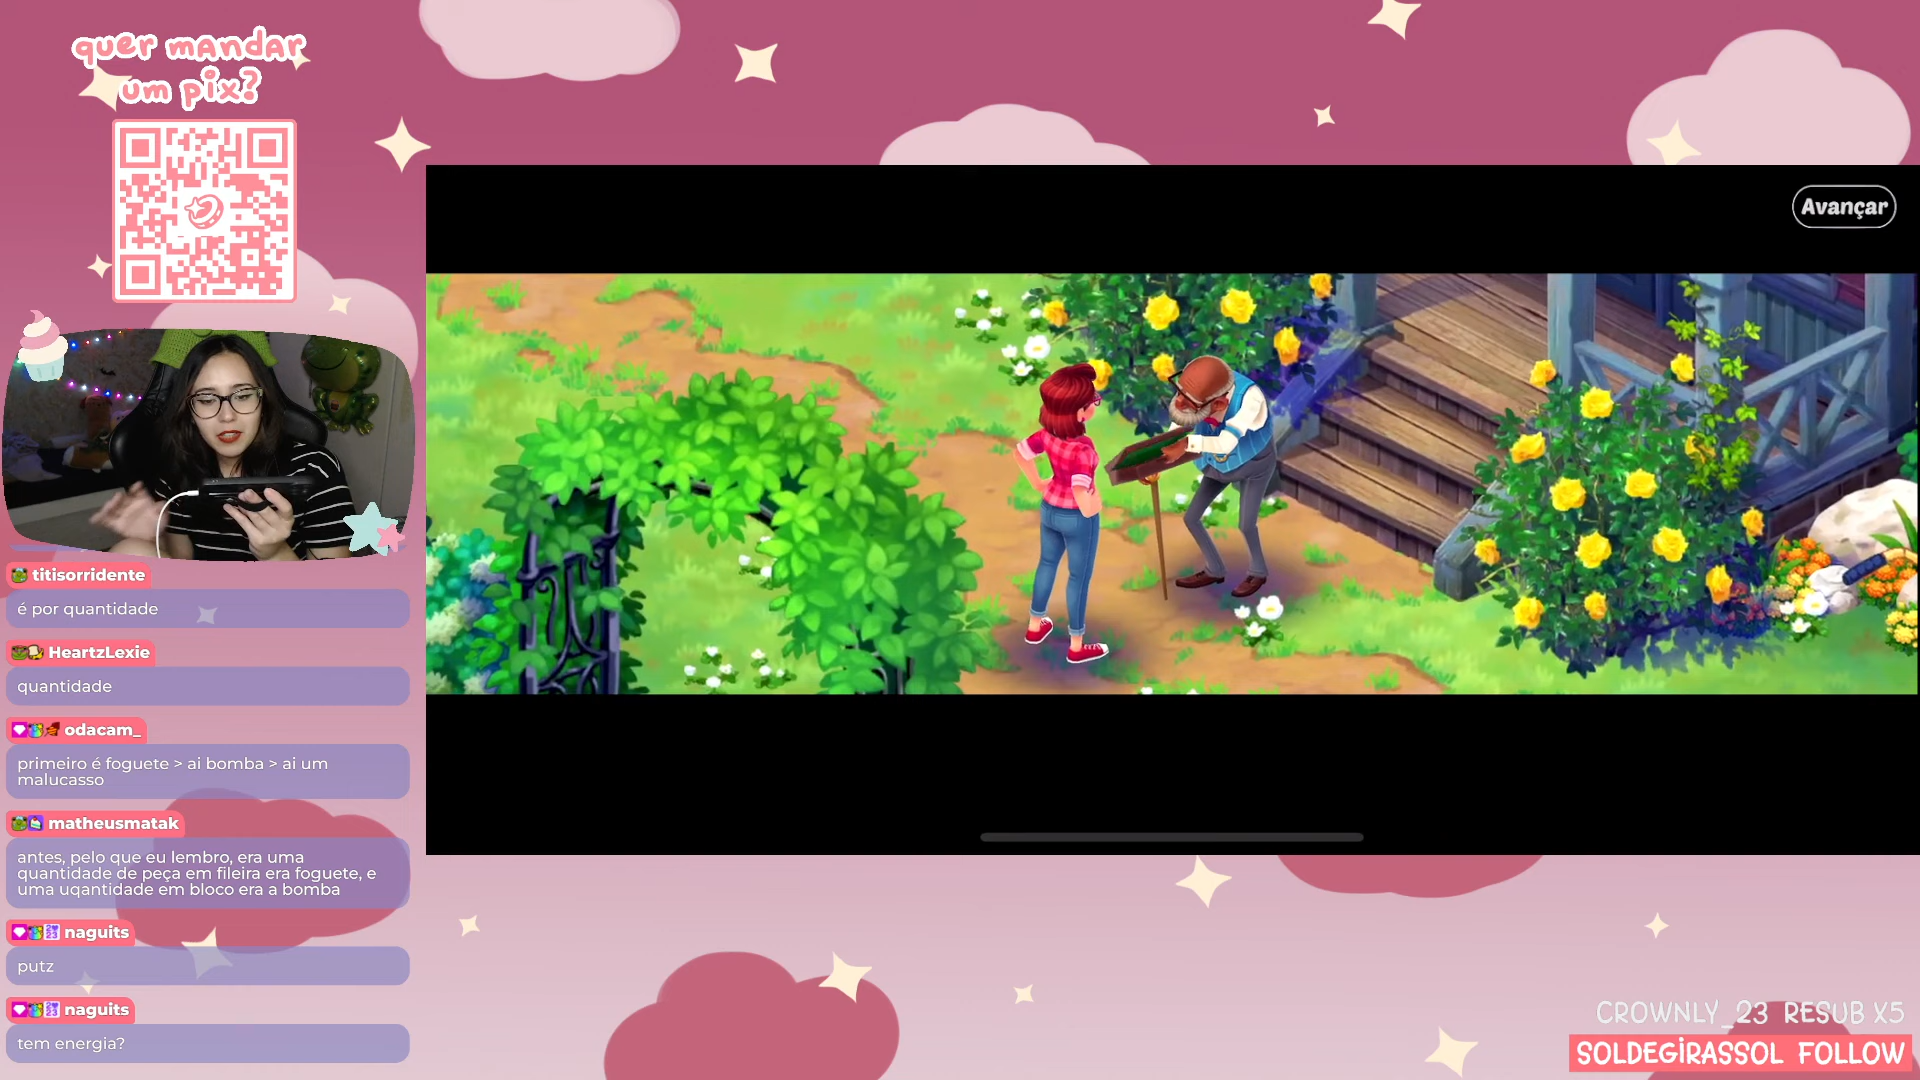 quer mandar
um pix?
Avançar
titisorridente
é por quantidade
HeartzLexie
quantidade
odacam_
primeiro é foguete > ai bomba > ai um
malucasso
matheusmatak
antes, pelo que eu lembro, era uma
quantidade de peça em fileira era foguete, e
uma uqantidade em bloco era a bomba
naguits
putz
naguits
tem energia?
CROWNLY_23 RESUB X5
SOLDEGIRASSOL FOLLOW